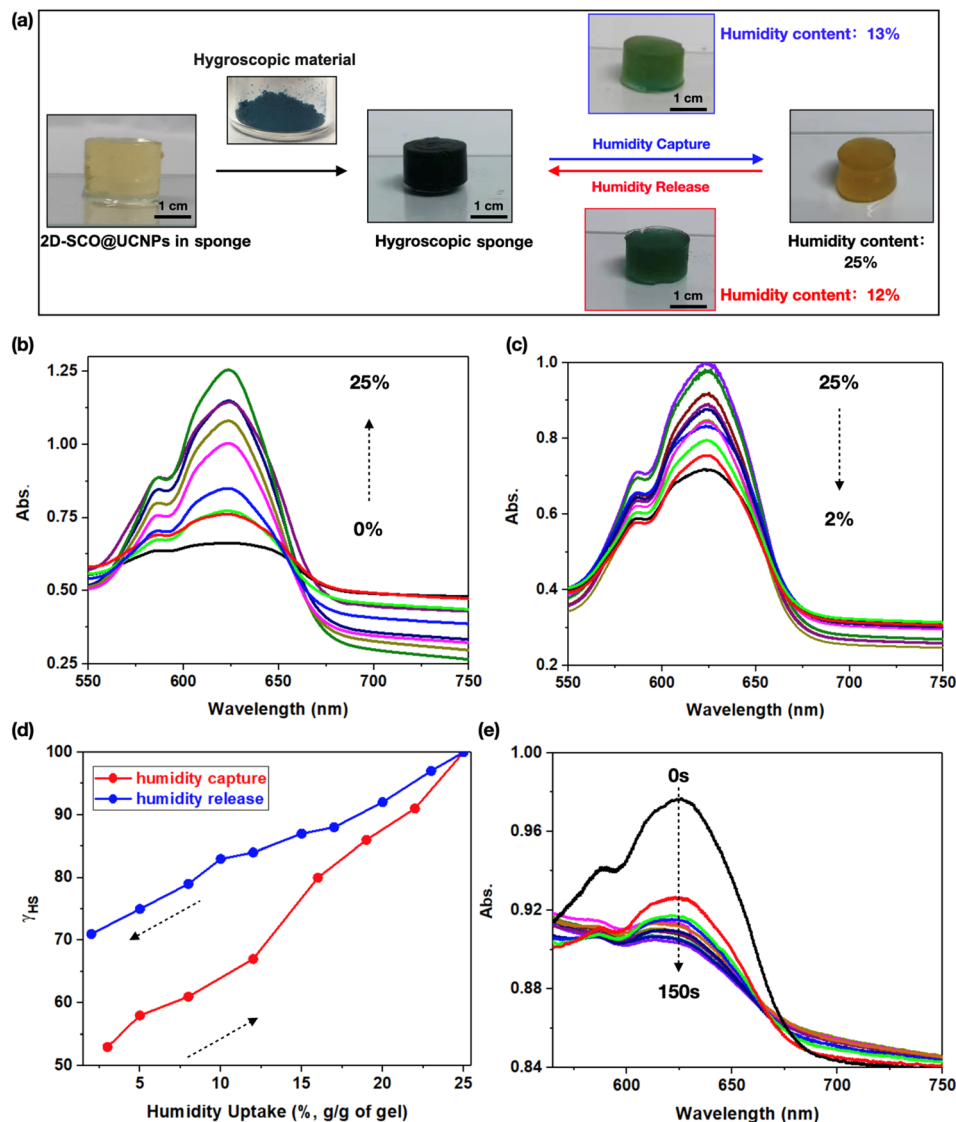 (a)
Hygroscopic material
Humidity content: 13%
1 cm
Humidity Capture
Humidity Release
1 cm
1 cm
1 cm
2D-SCO@UCNPs in sponge
Hygroscopic sponge
Humidity content:
25%
1 cm
Humidity content: 12%
(b)
25%
0%
Abs.
1.25
1.00
0.75
0.50
0.25
550 600 650 700 750
Wavelength (nm)
(c)
25%
2%
Abs.
1.0
0.8
0.6
0.4
0.2
550 600 650 700 750
Wavelength (nm)
(d)
humidity capture
humidity release
γHS
100
90
80
70
60
50
5 10 15 20 25
Humidity Uptake (%, g/g of gel)
(e)
0s
150s
Abs.
1.00
0.96
0.92
0.88
0.84
600 650 700 750
Wavelength (nm)